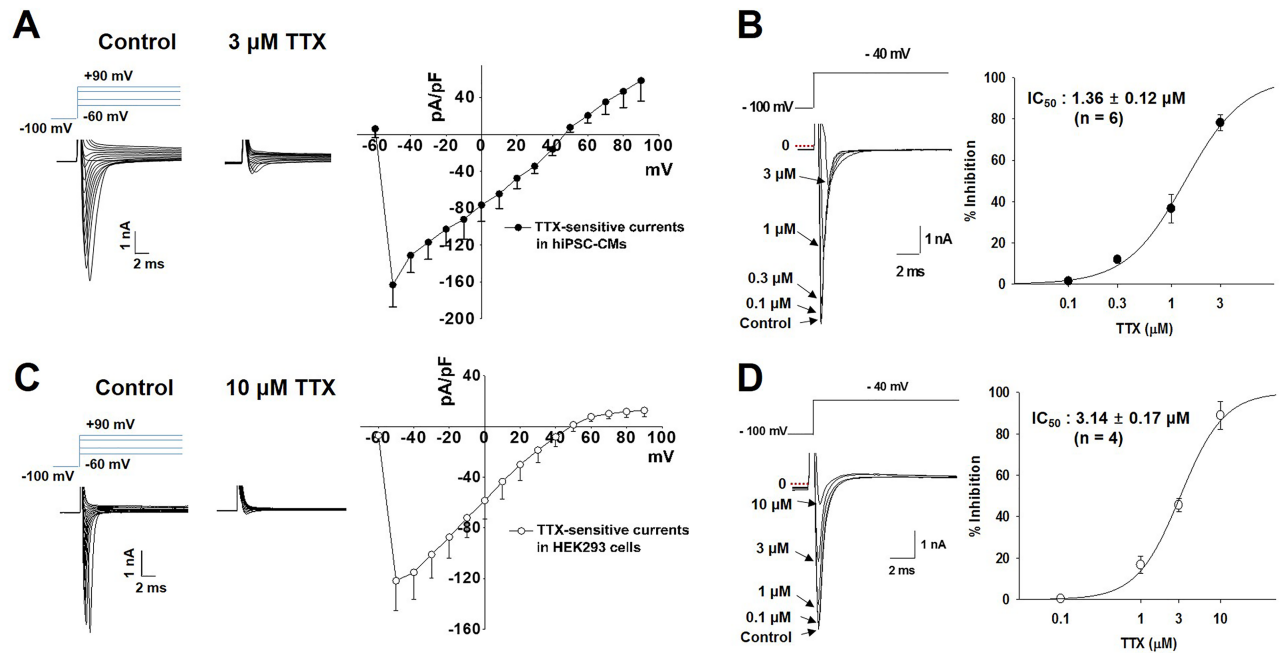 A
Control
3 µM TTX
+90 mV
-60 mV
-100 mV
1 nA
2 ms
pA/pF
40
-60 -40 -20 0 20 40 60 80 100
mV
-40
-80
-120
-160
-200
TTX-sensitive currents
in hiPSC-CMs
B
- 40 mV
- 100 mV
0
3 µM
1 µM
0.3 µM
0.1 µM
Control
1 nA
2 ms
% Inhibition
100
80
60
40
20
0
IC50 : 1.36 ± 0.12 µM
(n = 6)
0.1 0.3 1 3
TTX (µM)
C
Control
10 µM TTX
+90 mV
-60 mV
-100 mV
1 nA
2 ms
pA/pF
40
-60 -40 -20 0 20 40 60 80 100
mV
-40
-80
-120
-160
TTX-sensitive currents
in HEK293 cells
D
- 40 mV
- 100 mV
0
10 µM
3 µM
1 µM
0.1 µM
Control
1 nA
2 ms
% Inhibition
100
80
60
40
20
0
IC50 : 3.14 ± 0.17 µM
(n = 4)
0.1 1 3 10
TTX (µM)